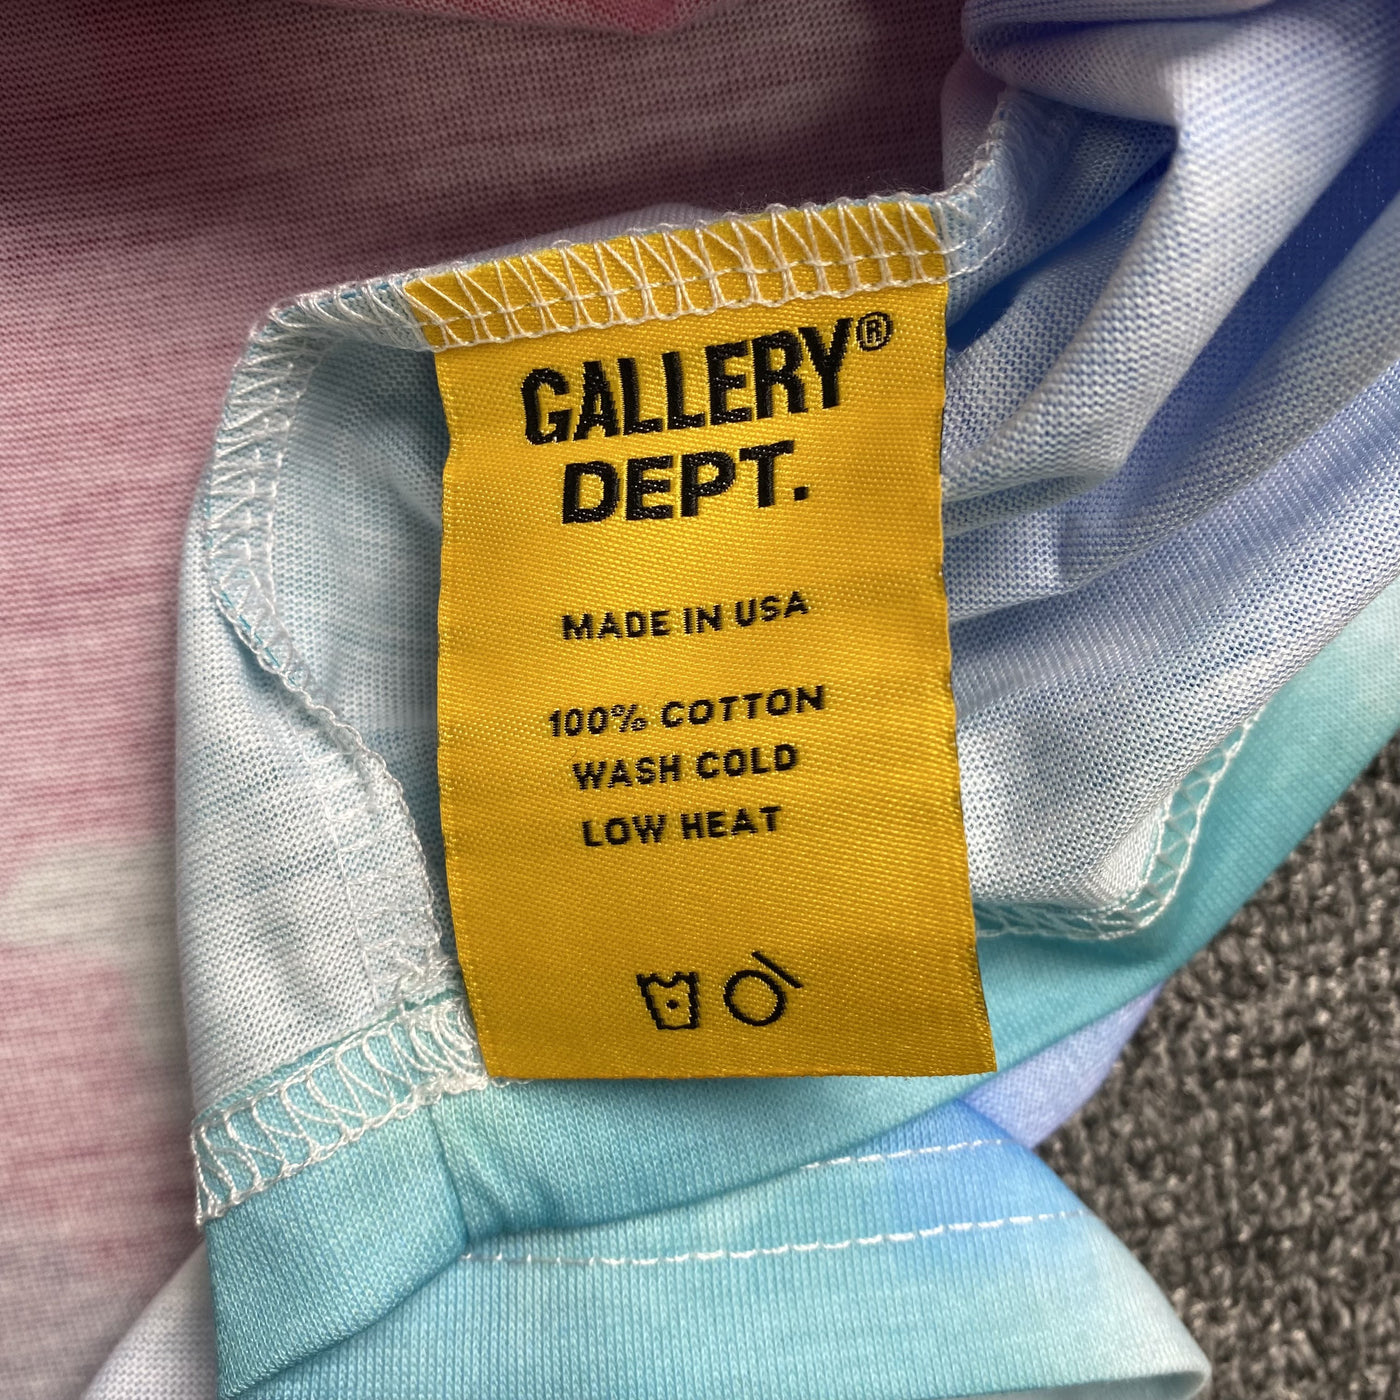 GALLERY®
DEPT.
MADE IN USA
100% COTTON
WASH COLD
LOW HEAT